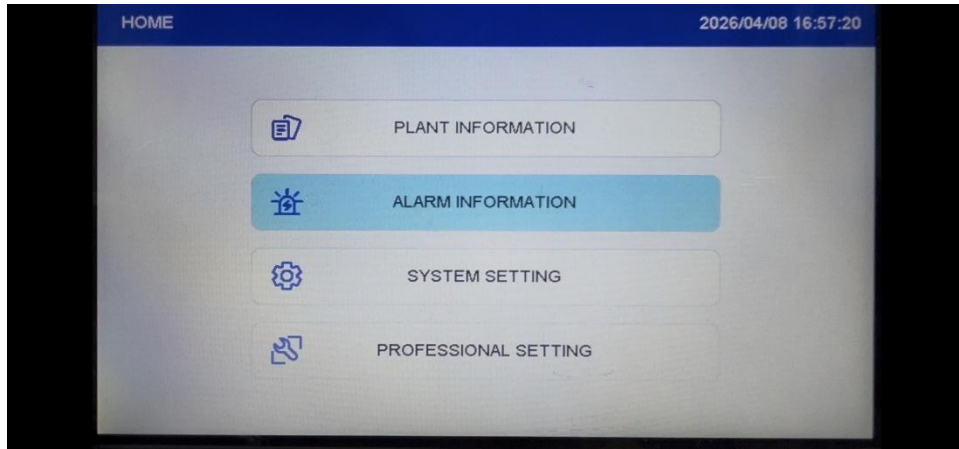 HOME
2026/04/08 16:57:20
PLANT INFORMATION
ALARM INFORMATION
SYSTEM SETTING
PROFESSIONAL SETTING